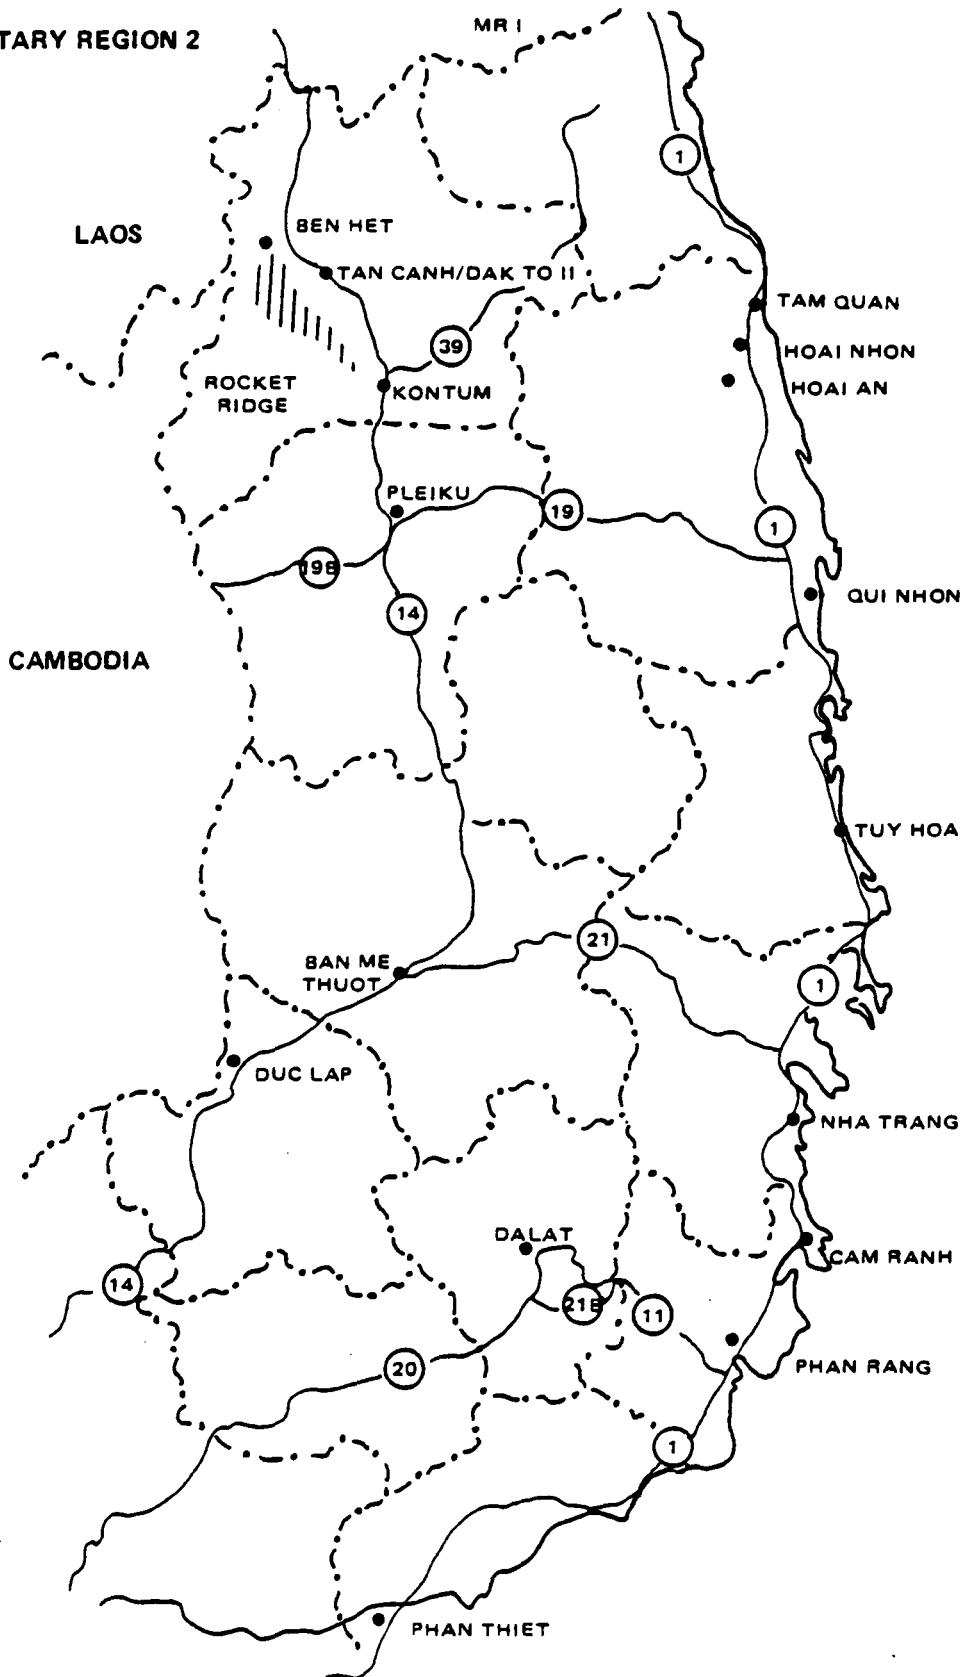 TARY REGION 2
MR I
1
BEN HET
LAOS
TAN CANH/DAK TO II
TAM QUAN
39
HOAI NHON
ROCKET
RIDGE
KONTUM
HOAI AN
PLEIKU
19
1
19B
QUI NHON
14
CAMBODIA
TUY HOA
21
BAN ME
THUOT
1
DUC LAP
NHA TRANG
DALAT
CAM RANH
14
21B
11
20
PHAN RANG
1
PHAN THIET